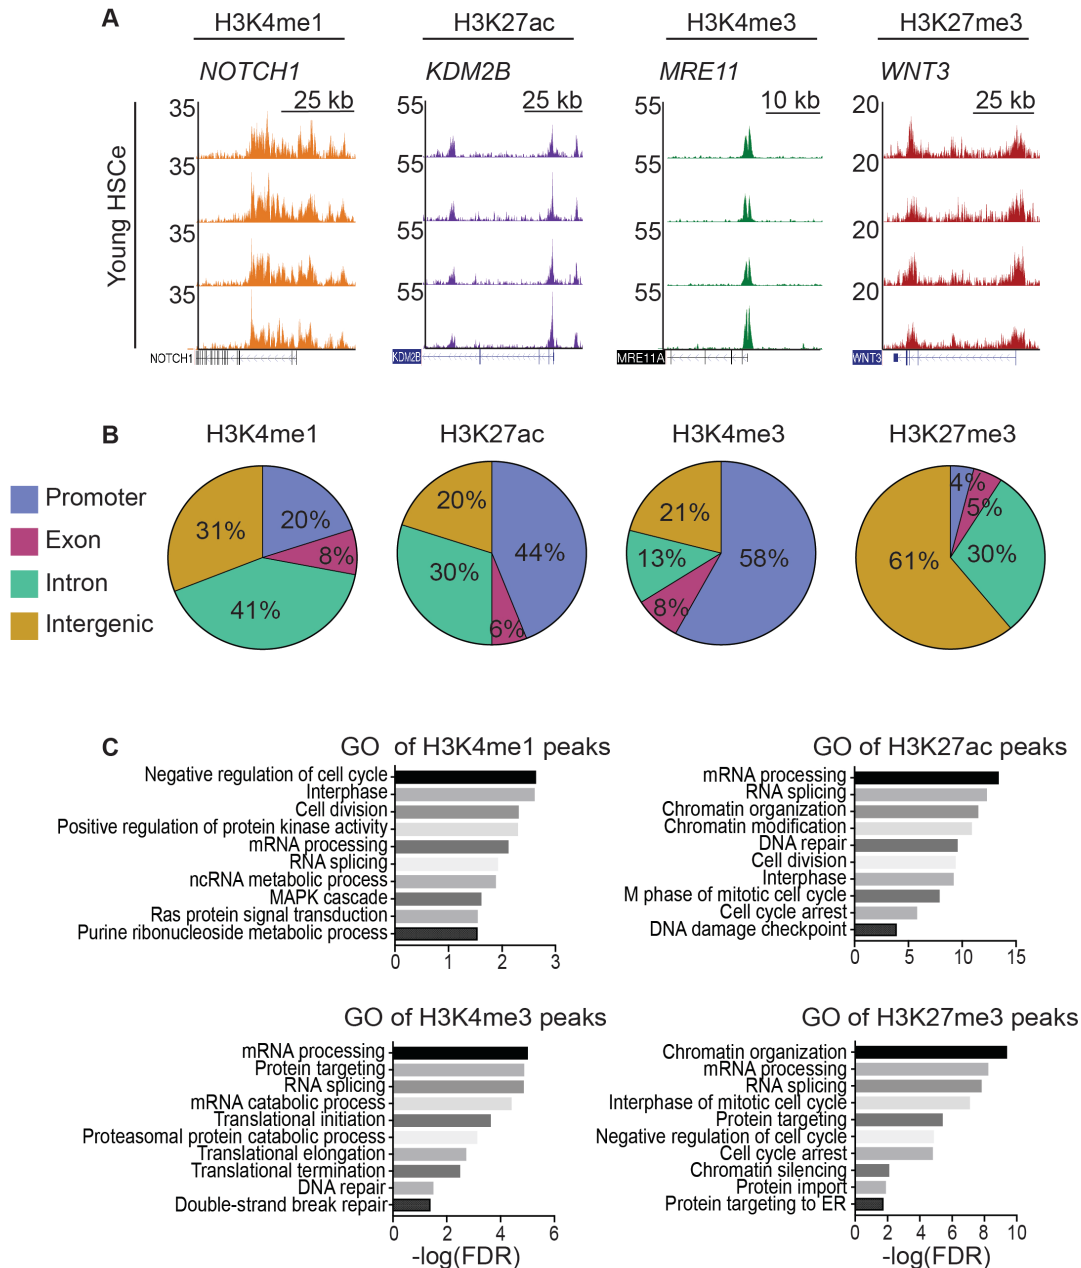 A
H3K4me1
H3K27ac
H3K4me3
H3K27me3
NOTCH1
KDM2B
MRE11
WNT3
25 kb
25 kb
10 kb
25 kb
Young HSCe
35
35
35
35
55
55
55
55
55
55
55
55
20
20
20
20
NOTCH1
KDM2B
MRE11A
WNT3
B
H3K4me1
H3K27ac
H3K4me3
H3K27me3
Promoter
Exon
Intron
Intergenic
20%
8%
41%
31%
44%
6%
30%
20%
58%
8%
13%
21%
4%
5%
30%
61%
C
GO of H3K4me1 peaks
Negative regulation of cell cycle
Interphase
Cell division
Positive regulation of protein kinase activity
mRNA processing
RNA splicing
ncRNA metabolic process
MAPK cascade
Ras protein signal transduction
Purine ribonucleoside metabolic process
0 1 2 3
GO of H3K27ac peaks
mRNA processing
RNA splicing
Chromatin organization
Chromatin modification
DNA repair
Cell division
Interphase
M phase of mitotic cell cycle
Cell cycle arrest
DNA damage checkpoint
0 5 10 15
GO of H3K4me3 peaks
mRNA processing
Protein targeting
RNA splicing
mRNA catabolic process
Translational initiation
Proteasomal protein catabolic process
Translational elongation
Translational termination
DNA repair
Double-strand break repair
0 2 4 6
-log(FDR)
GO of H3K27me3 peaks
Chromatin organization
mRNA processing
RNA splicing
Interphase of mitotic cell cycle
Protein targeting
Negative regulation of cell cycle
Cell cycle arrest
Chromatin silencing
Protein import
Protein targeting to ER
0 2 4 6 8 10
-log(FDR)